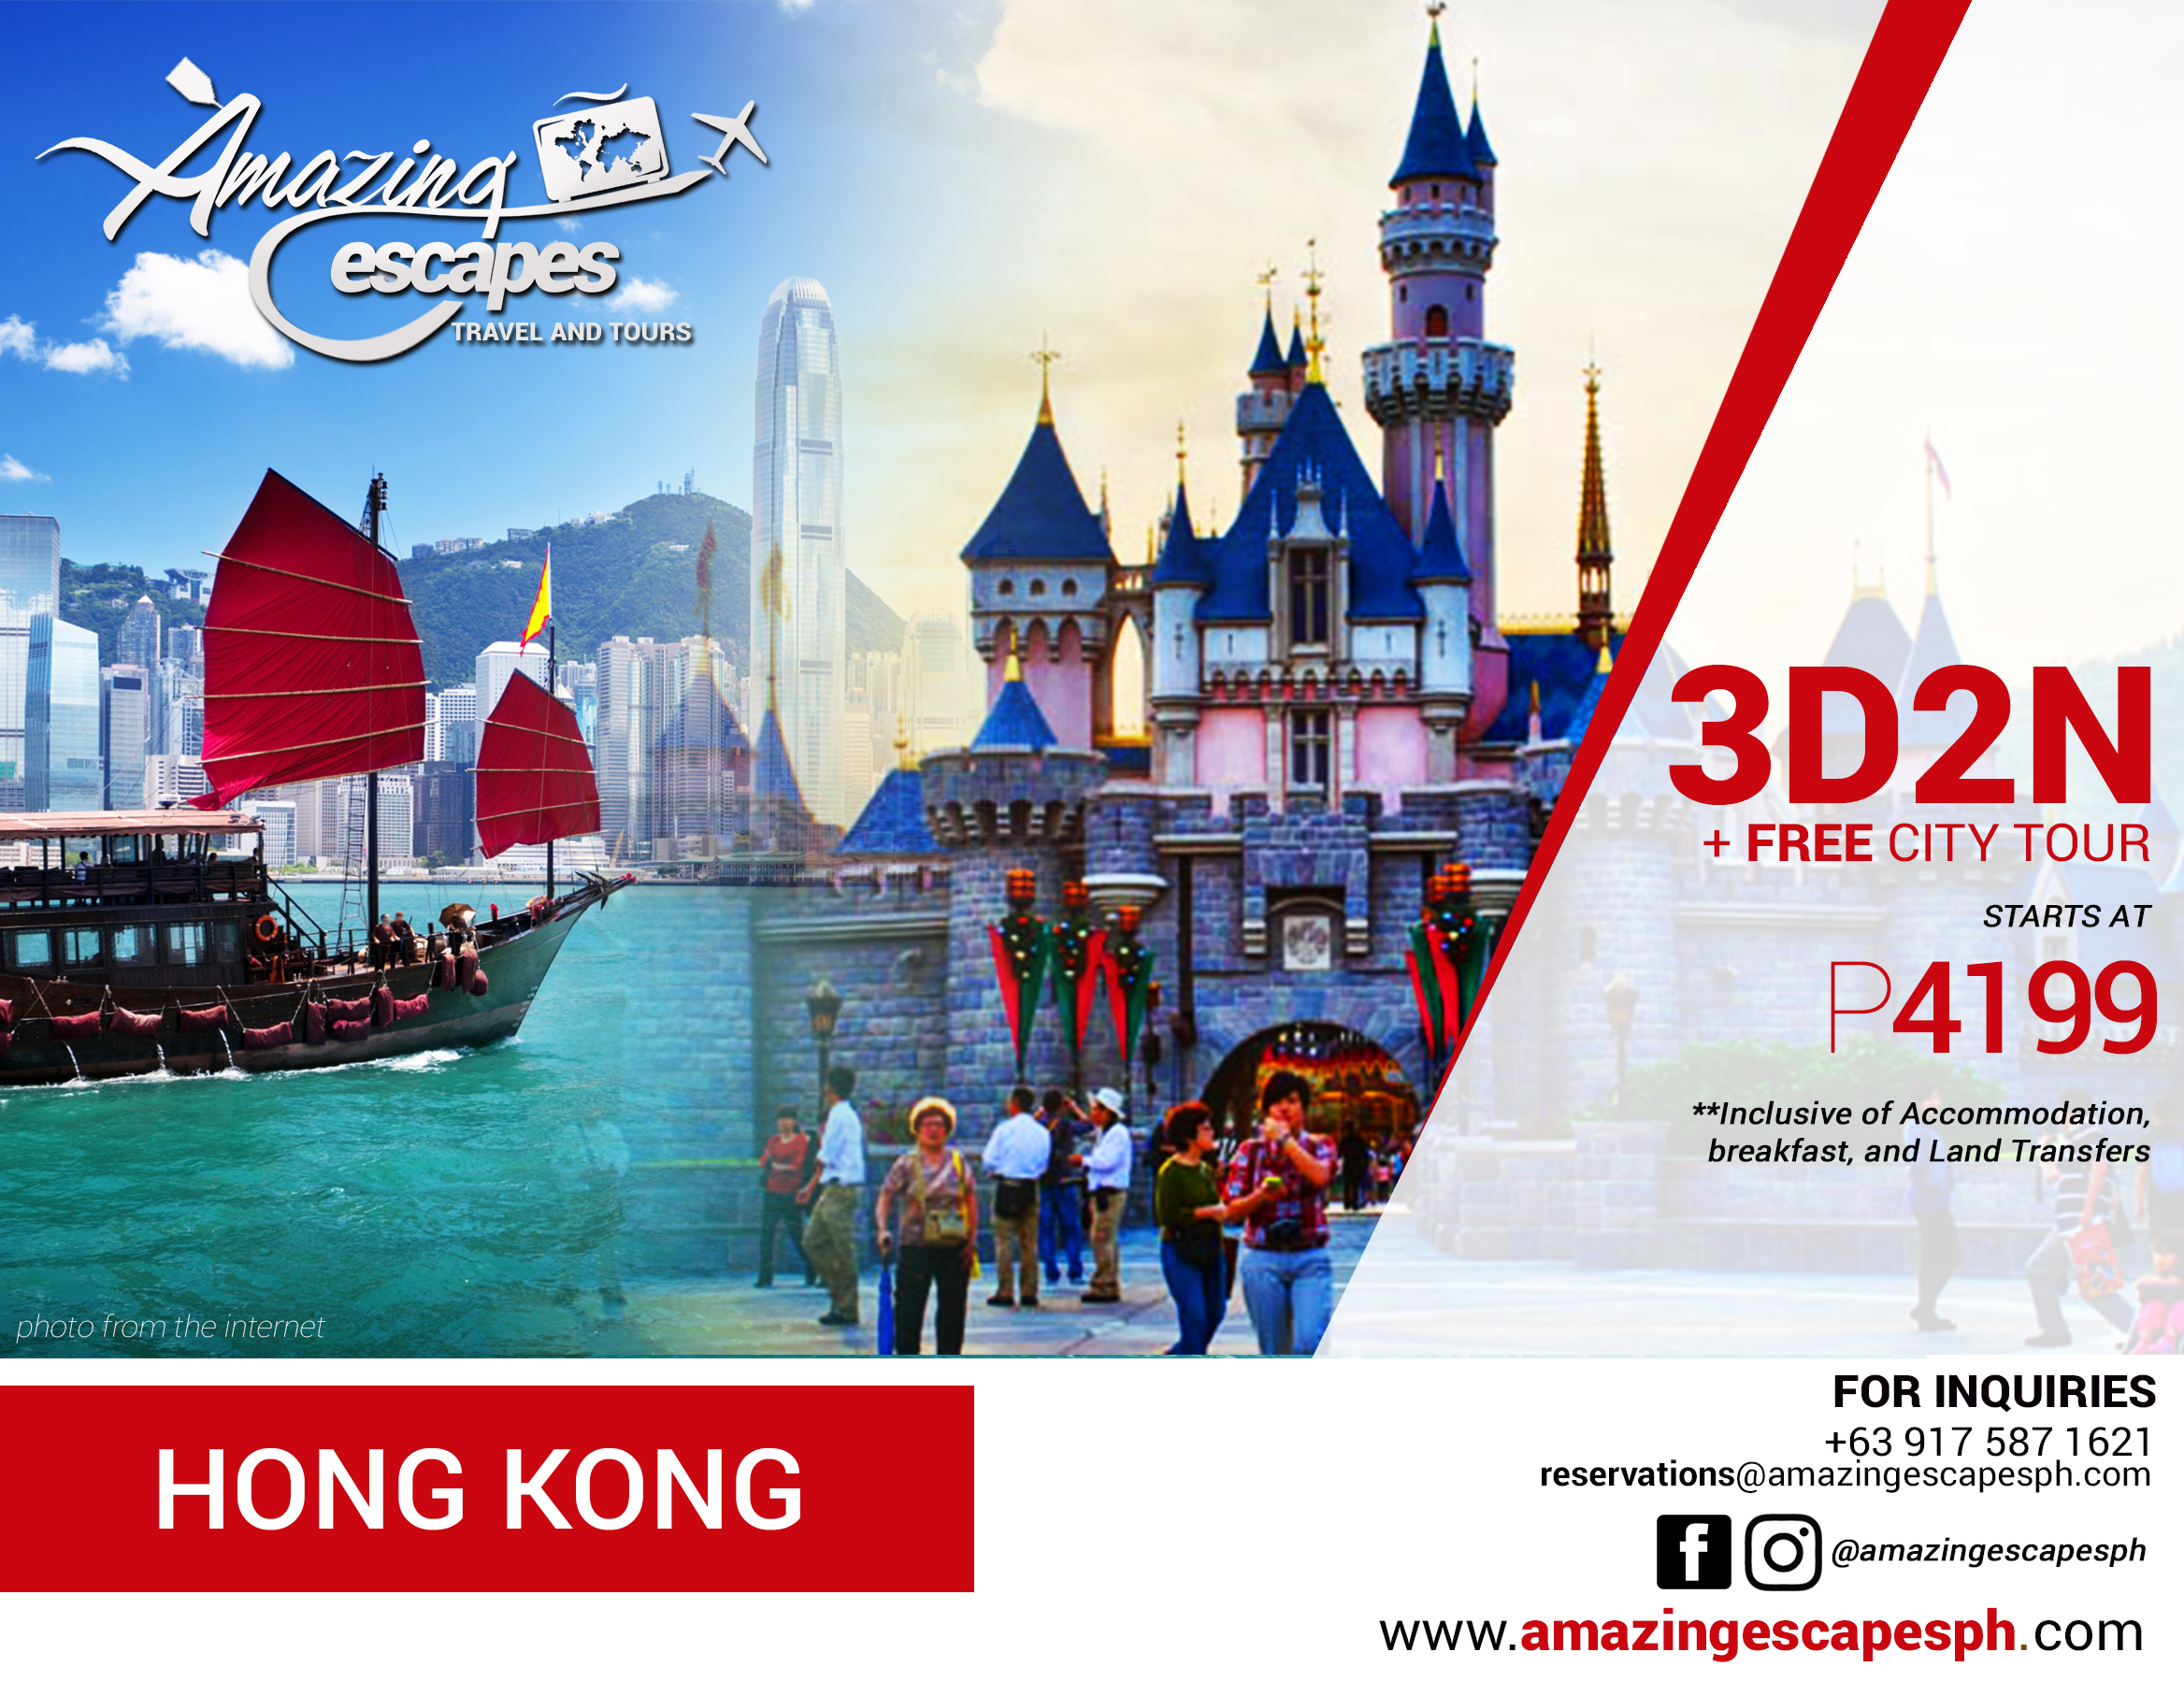 Amazing
escapes
TRAVEL AND TOURS
3D2N
+ FREE CITY TOUR
STARTS AT
P4199
**Inclusive of Accommodation,
breakfast, and Land Transfers
photo from the internet
HONG KONG
FOR INQUIRIES
+63 917 587 1621
reservations@amazingescapesph.com
@amazingescapesph
www.amazingescapesph.com